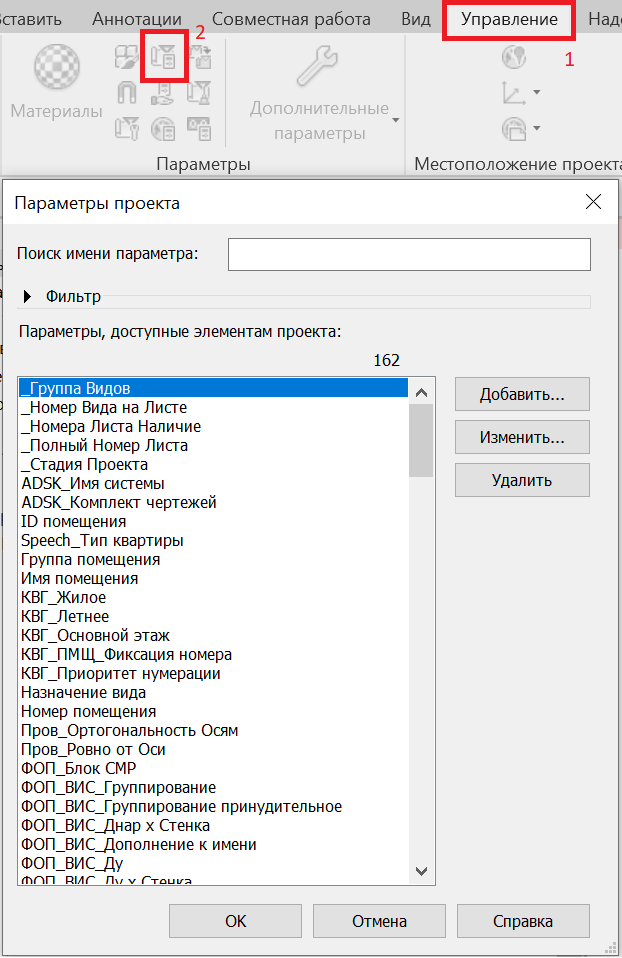 Вставить Аннотации Совместная работа Вид Управление
2
1
Материалы
Дополнительные
параметры
Параметры
Местоположение проекта
Параметры проекта
Поиск имени параметра:
Фильтр
Параметры, доступные элементам проекта:
162
_Группа Видов
_Номер Вида на Листе
_Номера Листа Наличие
_Полный Номер Листа
_Стадия Проекта
ADSK_Имя системы
ADSK_Комплект чертежей
ID помещения
Speech_Тип квартиры
Группа помещения
Имя помещения
КВГ_Жилое
КВГ_Летнее
КВГ_Основной этаж
КВГ_ПМЩ_Фиксация номера
КВГ_Приоритет нумерации
Назначение вида
Номер помещения
Пров_Ортогональность Осям
Пров_Ровно от Оси
ФОП_Блок СМР
ФОП_ВИС_Группирование
ФОП_ВИС_Группирование принудительное
ФОП_ВИС_Днар x Стенка
ФОП_ВИС_Дополнение к имени
ФОП_ВИС_Ду
ФОП_ВИС_Ду x Стенка
Добавить...
Изменить...
Удалить
OK
Отмена
Справка